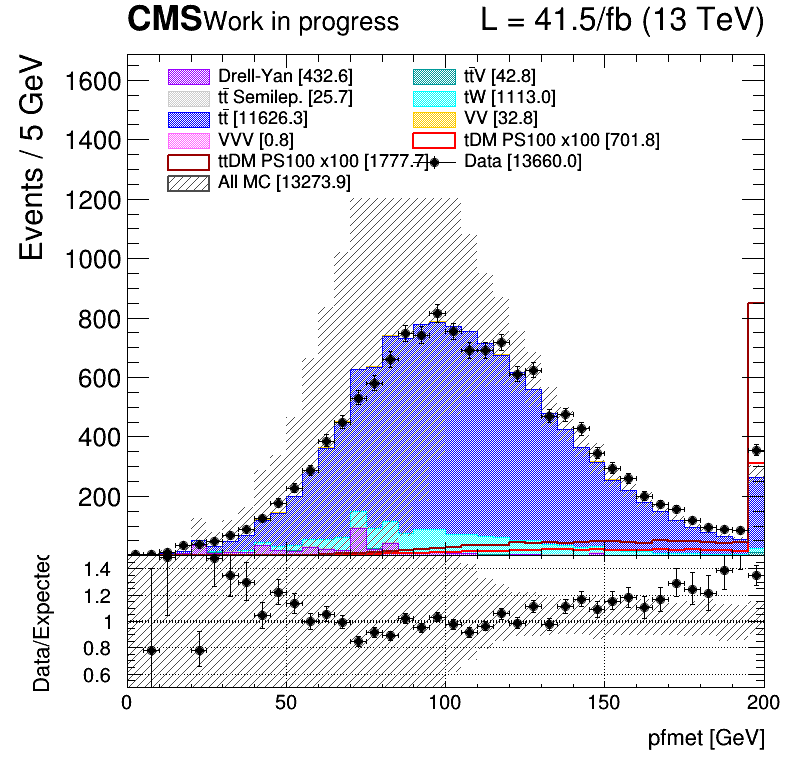 CMS Work in progress L = 41.5/fb (13 TeV)
Events / 5 GeV
1600
1400
1200
1000
800
600
400
200
Drell-Yan [432.6] tt̄V [42.8]
tt̄ Semilep. [25.7] tW [1113.0]
tt̄ [11626.3] VV [32.8]
VVV [0.8] tDM PS100 x100 [701.8]
ttDM PS100 x100 [1777.7] Data [13660.0]
All MC [13273.9]
Data/Expected
1.4
1.2
1
0.8
0.6
0 50 100 150 200
pfmet [GeV]